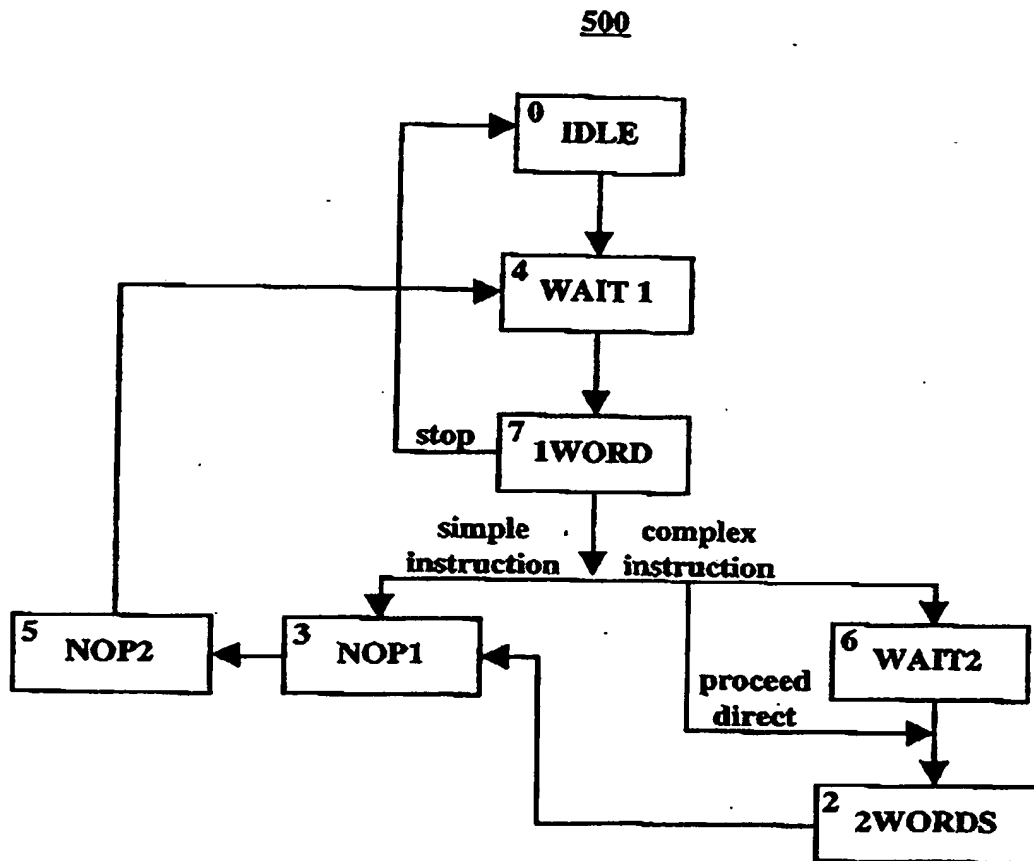 500
0
IDLE
4
WAIT 1
7
1WORD
stop
simple
instruction
complex
instruction
5
NOP2
3
NOP1
6
WAIT2
proceed
direct
2
2WORDS